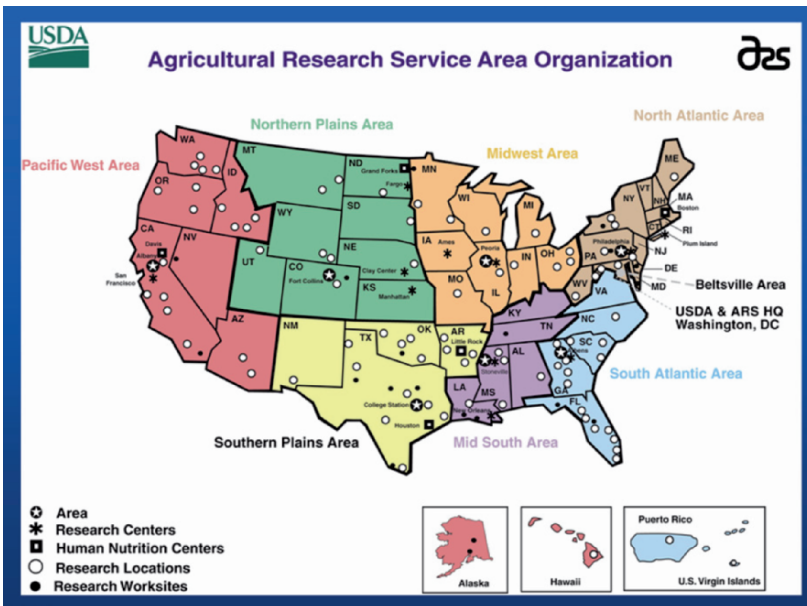 USDA
Agricultural Research Service Area Organization
ars
North Atlantic Area
Northern Plains Area
Midwest Area
Pacific West Area
WA
MT
ND
Grand Forks
Fargo
MN
ME
OR
ID
SD
WI
MI
NY
VT
NH
MA
Boston
CT
RI
Plum Island
WY
CA
NV
Davis
Albany
San
Francisco
NE
IA
Ames
Peoria
IL
IN
OH
PA
Philadelphia
NJ
DE
MD
Beltsville Area
UT
CO
Fort Collins
Clay Center
KS
Manhattan
MO
WV
VA
USDA & ARS HQ
Washington, DC
KY
NC
AZ
NM
OK
TX
AR
Little Rock
TN
SC
Athens
Stoneville
AL
MS
GA
South Atlantic Area
LA
New Orleans
College Station
Houston
FL
Southern Plains Area
Mid South Area
Area
Research Centers
Human Nutrition Centers
Research Locations
Research Worksites
Alaska
Hawaii
Puerto Rico
U.S. Virgin Islands